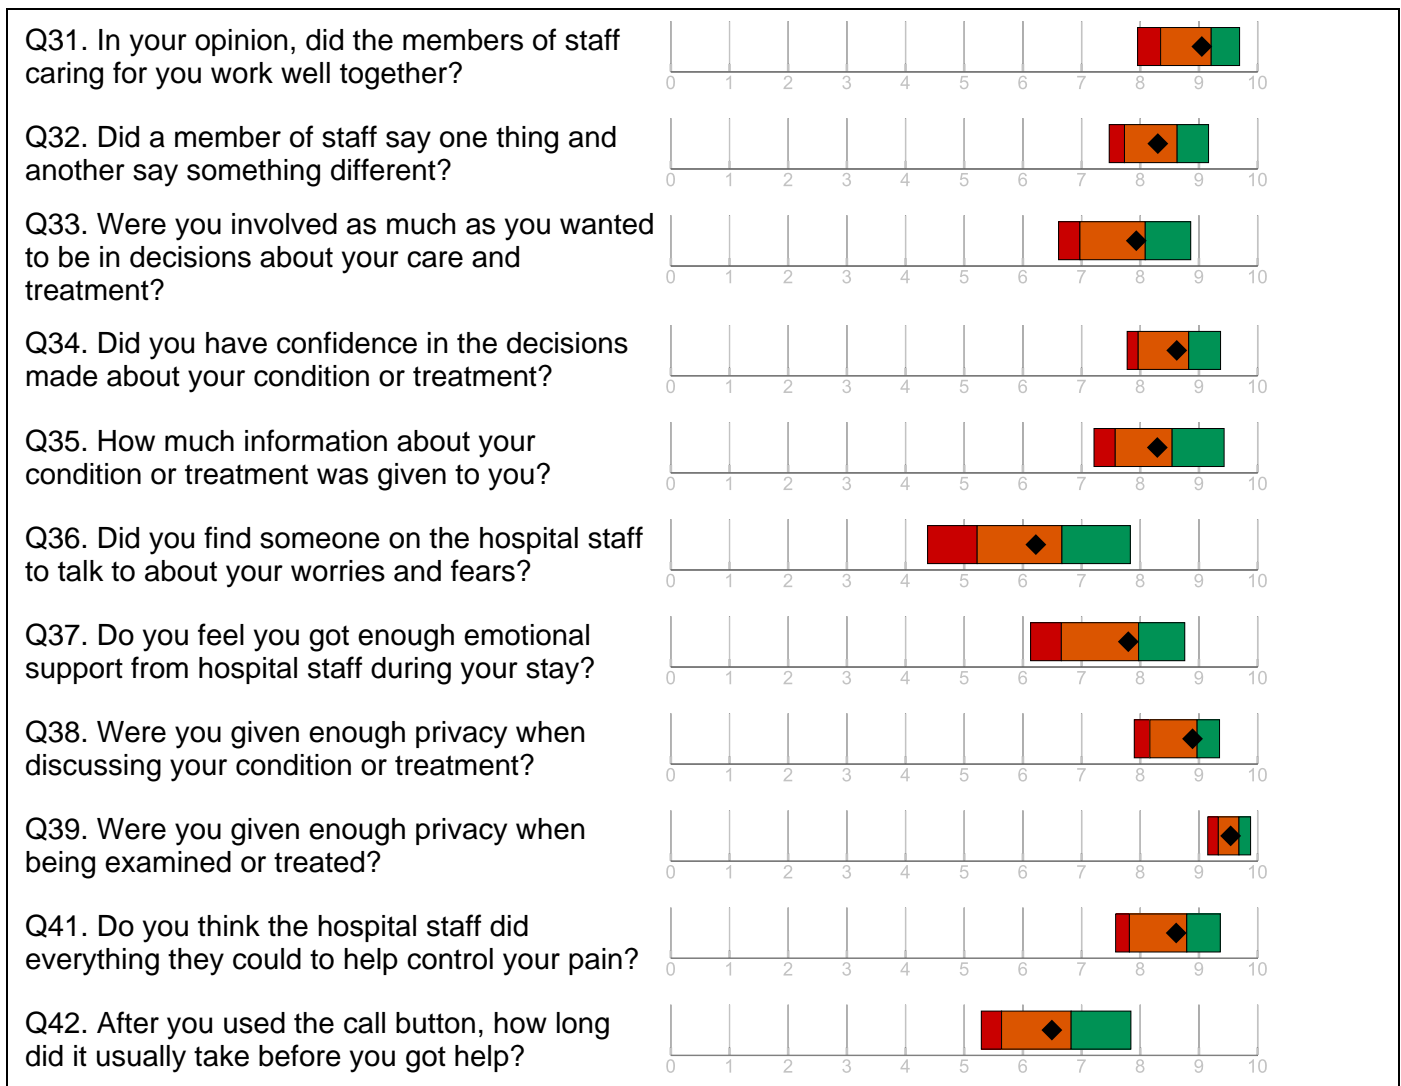 Q31. In your opinion, did the members of staff
caring for you work well together?
0 1 2 3 4 5 6 7 8 9 10
Q32. Did a member of staff say one thing and
another say something different?
0 1 2 3 4 5 6 7 8 9 10
Q33. Were you involved as much as you wanted
to be in decisions about your care and
treatment?
0 1 2 3 4 5 6 7 8 9 10
Q34. Did you have confidence in the decisions
made about your condition or treatment?
0 1 2 3 4 5 6 7 8 9 10
Q35. How much information about your
condition or treatment was given to you?
0 1 2 3 4 5 6 7 8 9 10
Q36. Did you find someone on the hospital staff
to talk to about your worries and fears?
0 1 2 3 4 5 6 7 8 9 10
Q37. Do you feel you got enough emotional
support from hospital staff during your stay?
0 1 2 3 4 5 6 7 8 9 10
Q38. Were you given enough privacy when
discussing your condition or treatment?
0 1 2 3 4 5 6 7 8 9 10
Q39. Were you given enough privacy when
being examined or treated?
0 1 2 3 4 5 6 7 8 9 10
Q41. Do you think the hospital staff did
everything they could to help control your pain?
0 1 2 3 4 5 6 7 8 9 10
Q42. After you used the call button, how long
did it usually take before you got help?
0 1 2 3 4 5 6 7 8 9 10